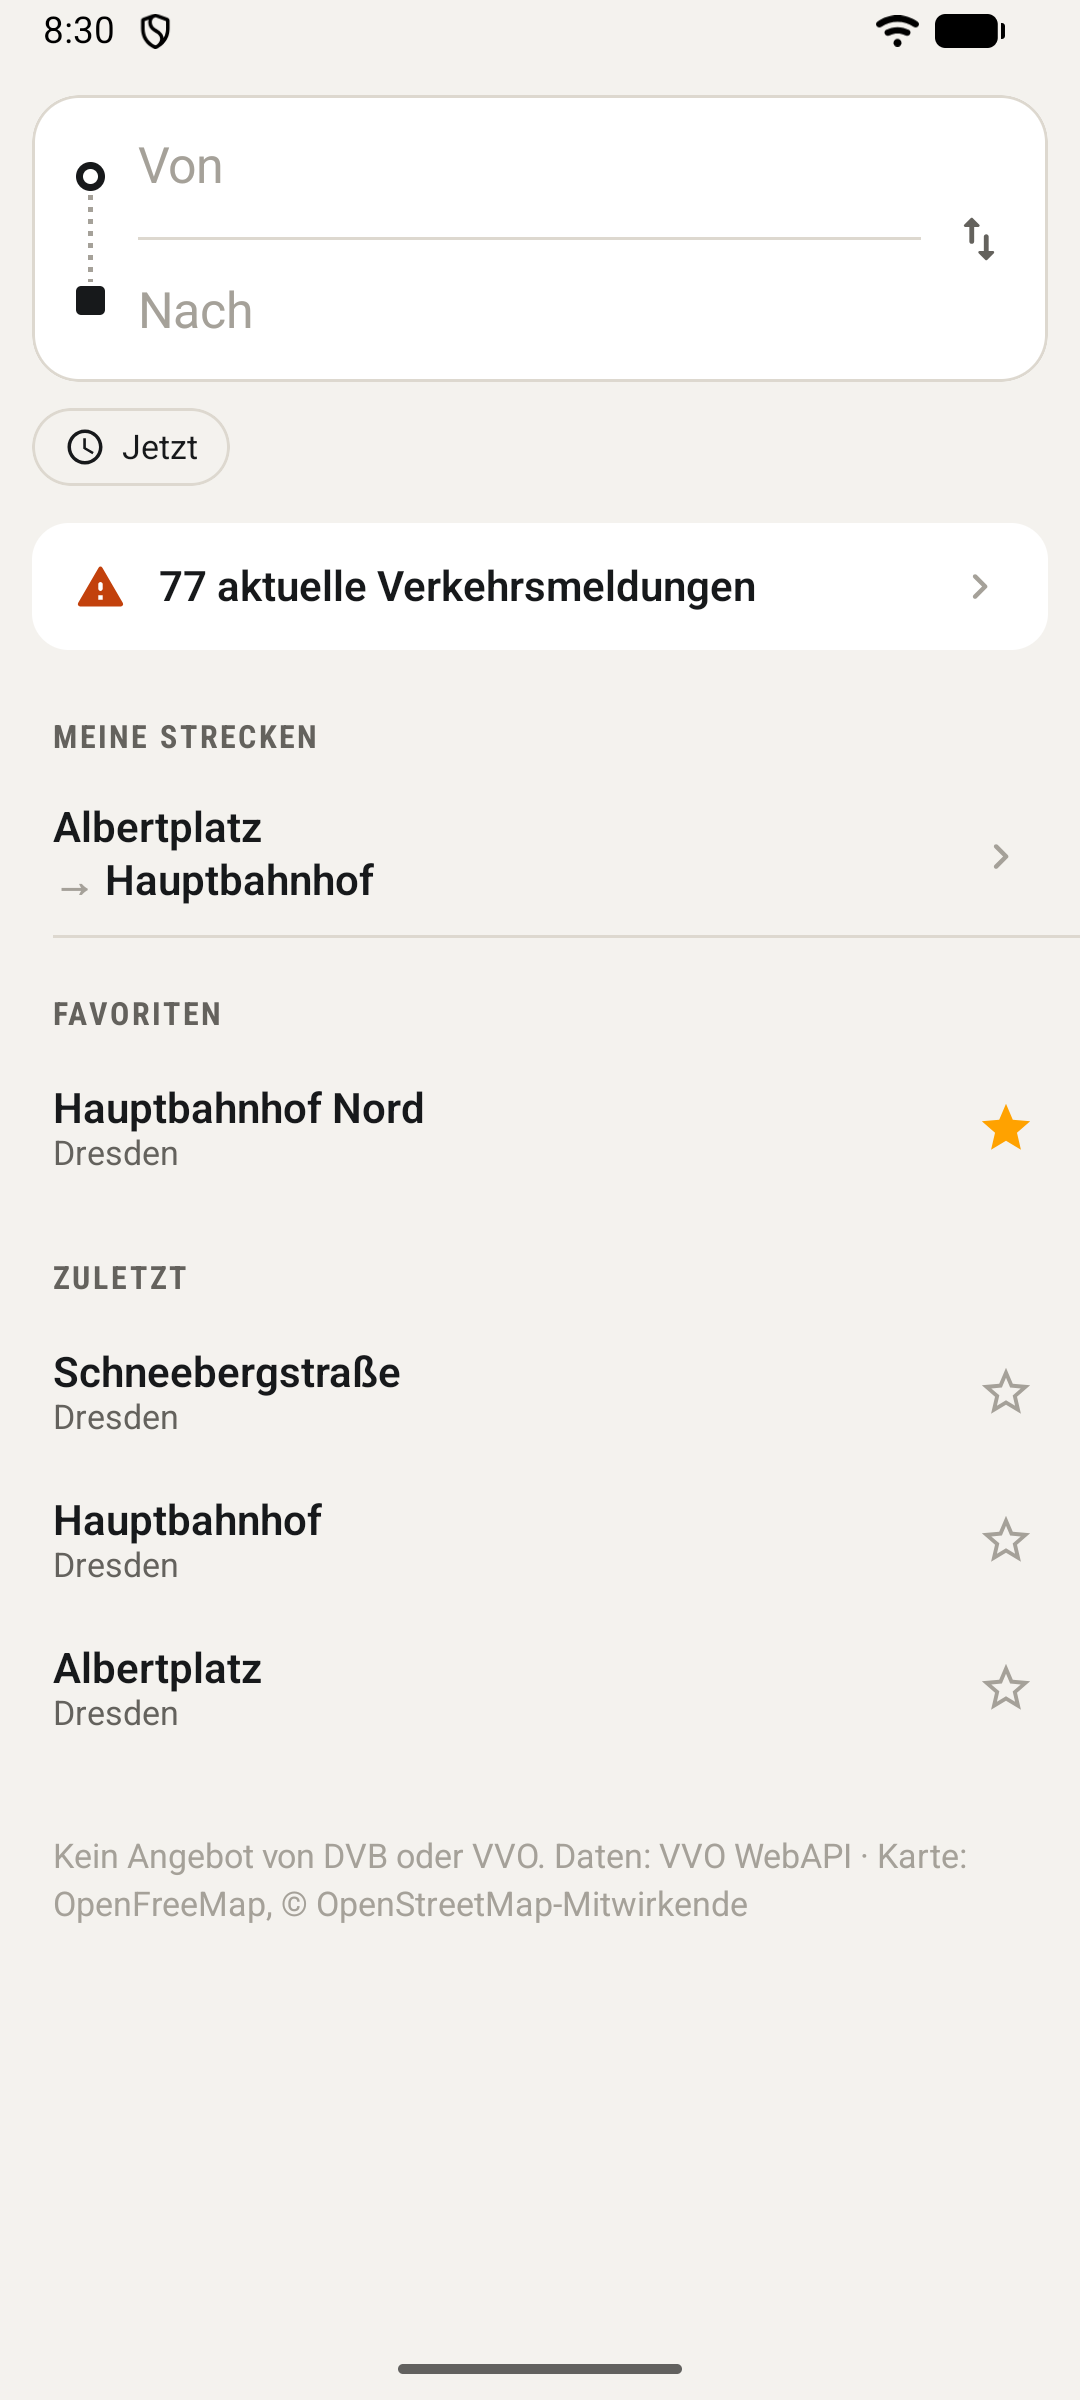 8:30
Von
Nach
Jetzt
77 aktuelle Verkehrsmeldungen
MEINE STRECKEN
Albertplatz
→ Hauptbahnhof
FAVORITEN
Hauptbahnhof Nord
Dresden
ZULETZT
Schneebergstraße
Dresden
Hauptbahnhof
Dresden
Albertplatz
Dresden
Kein Angebot von DVB oder VVO. Daten: VVO WebAPI · Karte:
OpenFreeMap, © OpenStreetMap-Mitwirkende